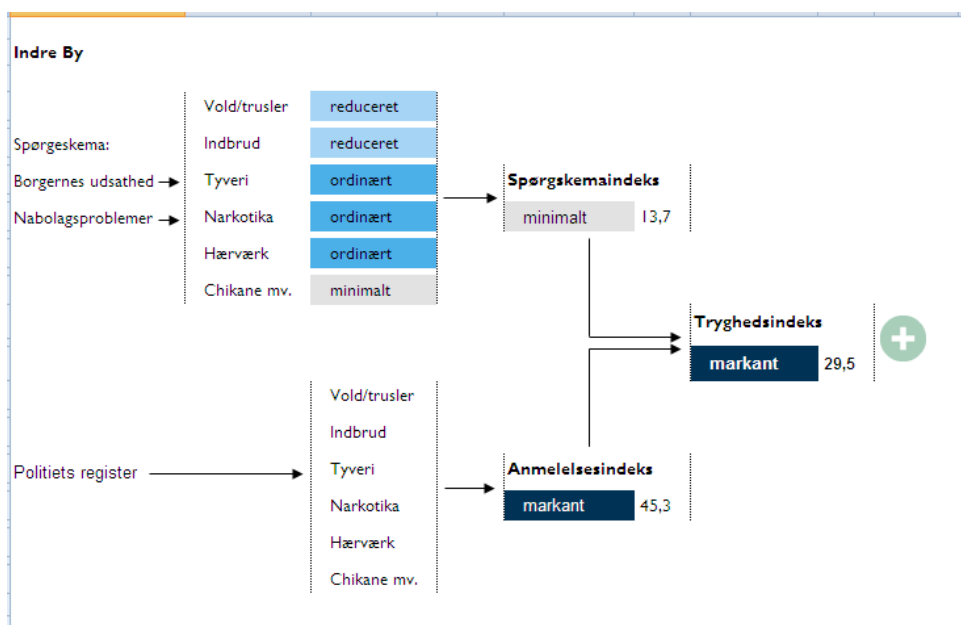 Indre By
Vold/trusler reduceret
Spørgeskema: Indbrud reduceret
Borgernes udsathed Tyveri ordinært Spørgskemaindeks
Nabolagsproblemer Narkotika ordinært minimalt 13,7
Hærværk ordinært
Chikane mv. minimalt
Tryghedsindeks
markant 29,5
Vold/trusler
Indbrud
Politiets register Tyveri Anmelelsesindeks
Narkotika markant 45,3
Hærværk
Chikane mv.